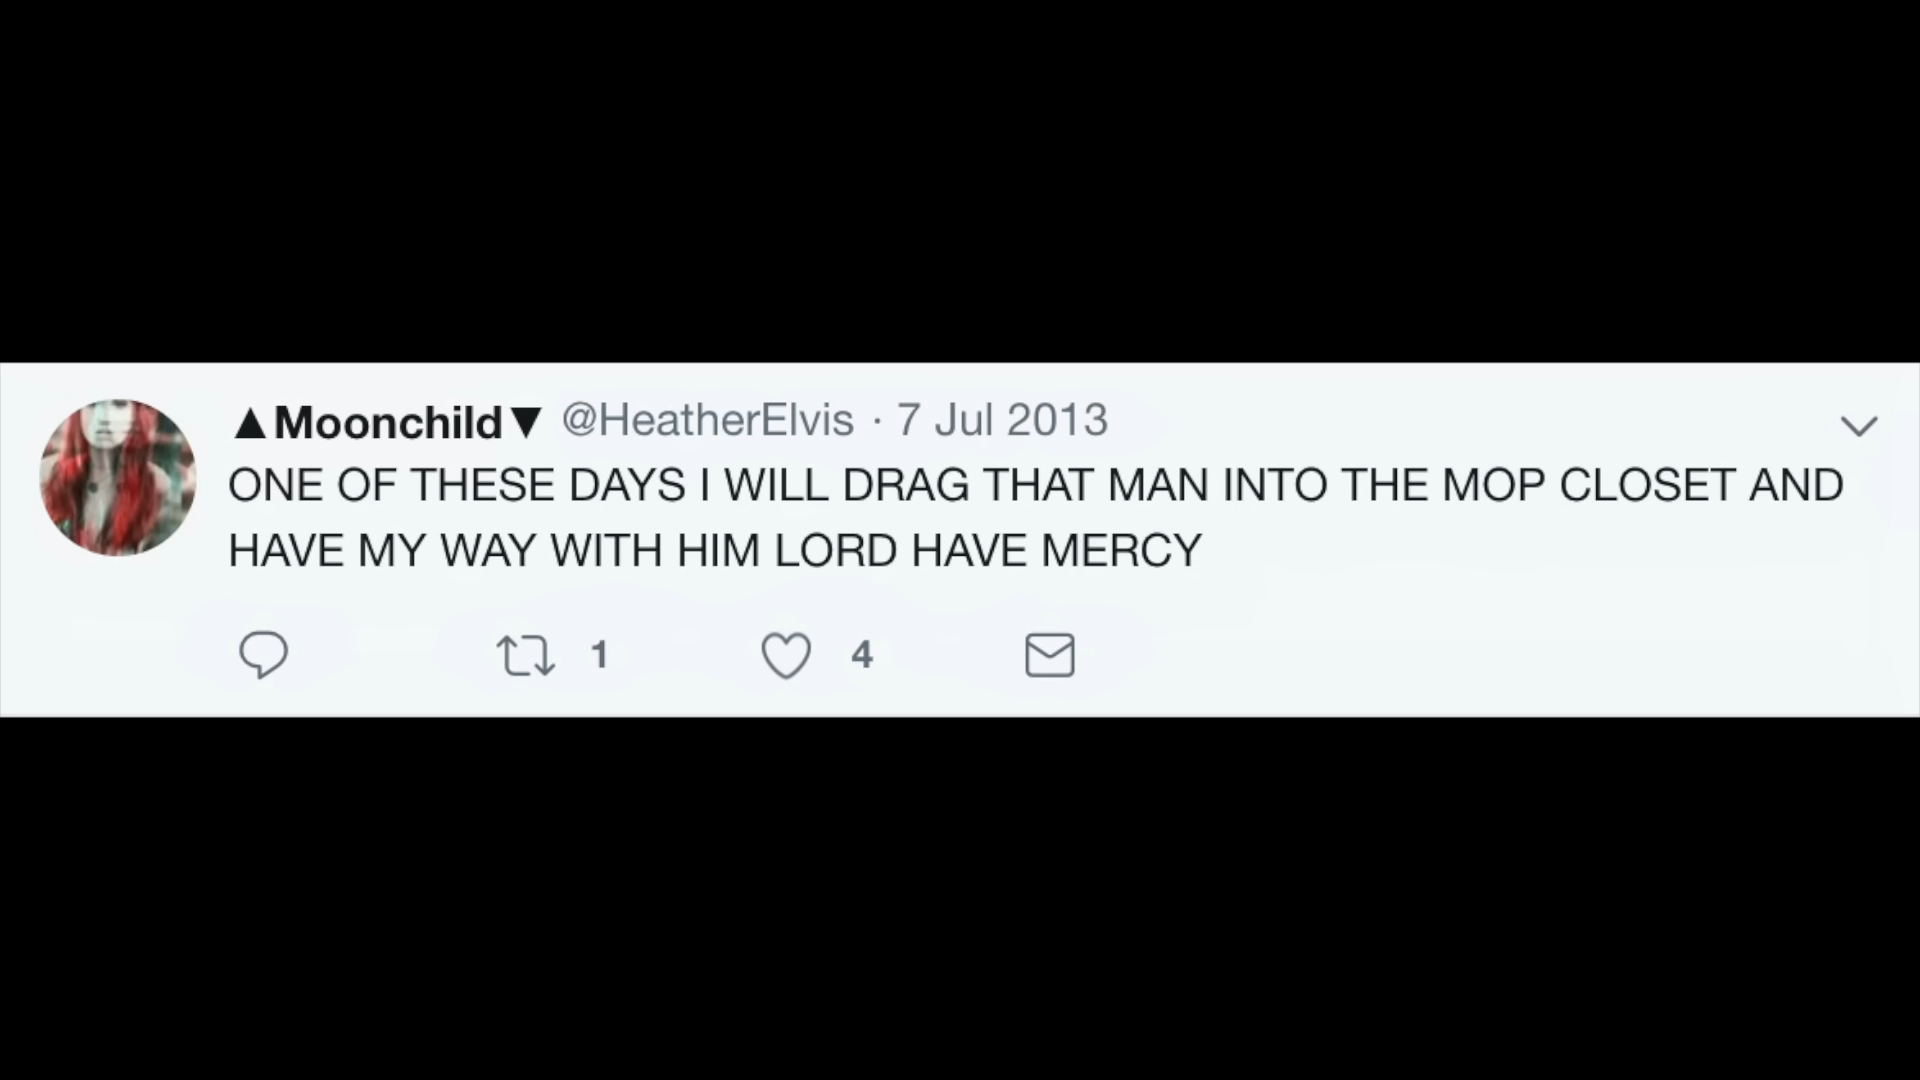 ▲Moonchild▼ @HeatherElvis · 7 Jul 2013
ONE OF THESE DAYS I WILL DRAG THAT MAN INTO THE MOP CLOSET AND
HAVE MY WAY WITH HIM LORD HAVE MERCY
1 4